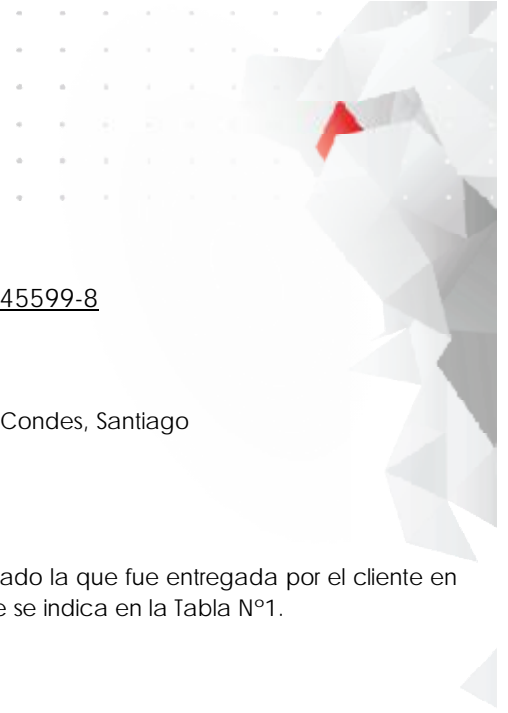 45599-8
Condes, Santiago
ado la que fue entregada por el cliente en
e se indica en la Tabla N°1.